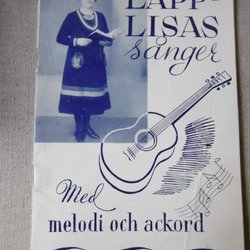 LAPP-
LISAS
sånger
Med
melodi och ackord